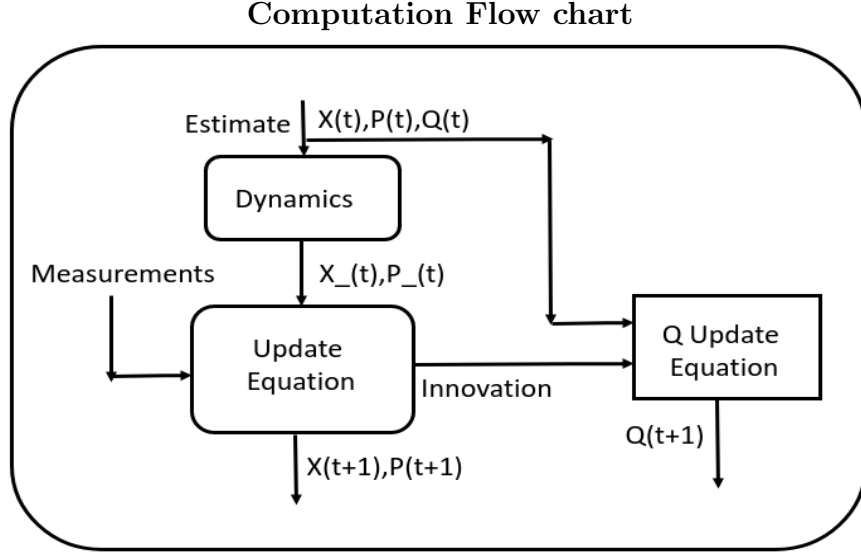 Computation Flow chart
Estimate
X(t),P(t),Q(t)
Dynamics
Measurements
X_(t),P_(t)
Update
Equation
Q Update
Equation
Innovation
Q(t+1)
X(t+1),P(t+1)